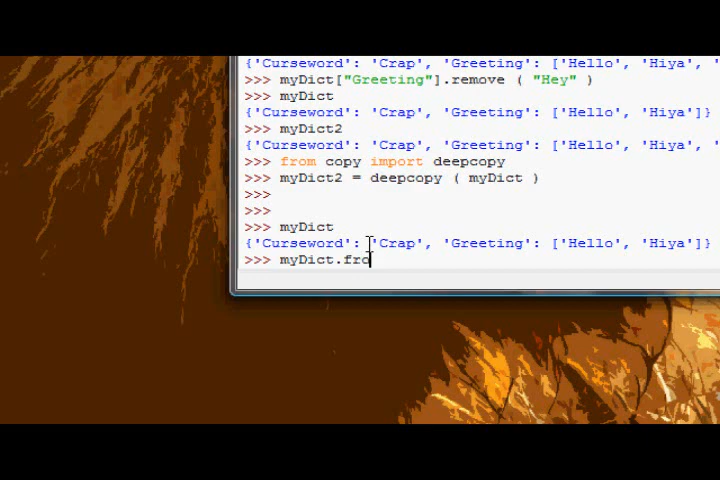 {'Curseword': 'Crap', 'Greeting': ['Hello', 'Hiya', '
>>> myDict["Greeting"].remove ( "Hey" )
>>> myDict
{'Curseword': 'Crap', 'Greeting': ['Hello', 'Hiya']}
>>> myDict2
{'Curseword': 'Crap', 'Greeting': ['Hello', 'Hiya', '
>>> from copy import deepcopy
>>> myDict2 = deepcopy ( myDict )
>>>
>>>
>>> myDict
{'Curseword': 'Crap', 'Greeting': ['Hello', 'Hiya']}
>>> myDict.fro